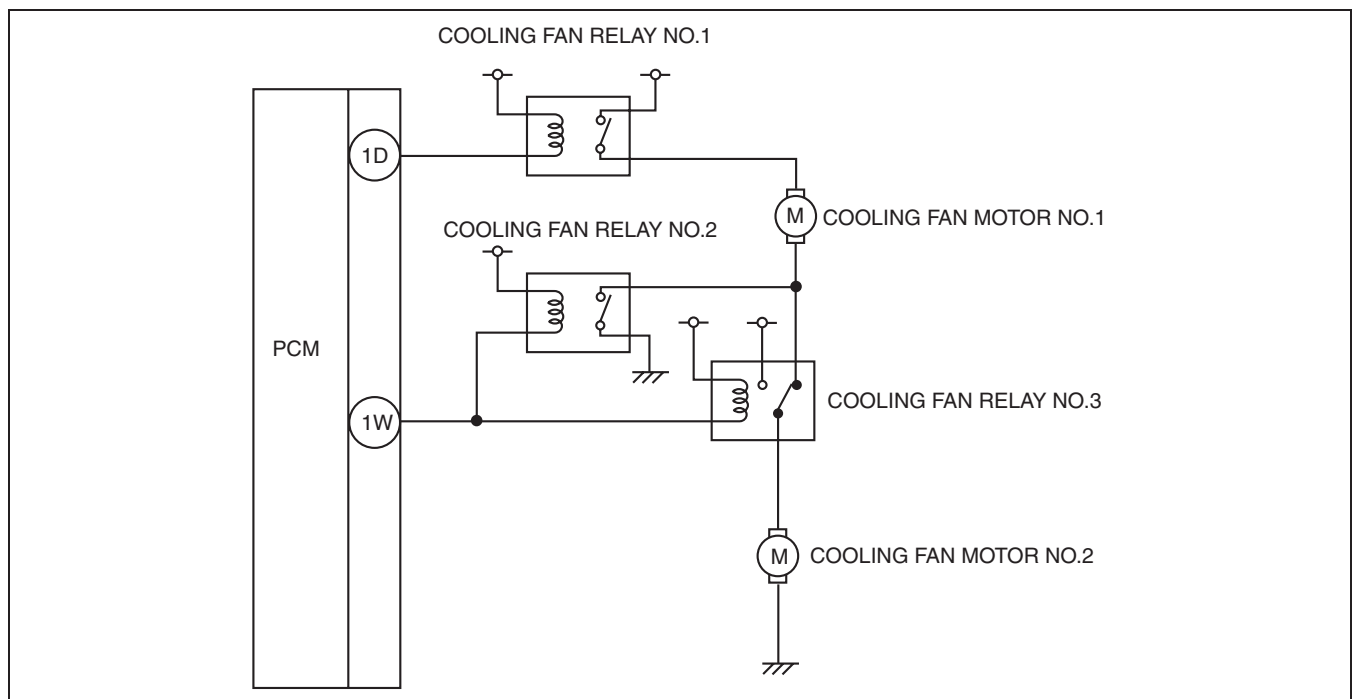 COOLING FAN RELAY NO.1
1D
M
COOLING FAN MOTOR NO.1
COOLING FAN RELAY NO.2
PCM
COOLING FAN RELAY NO.3
1W
M
COOLING FAN MOTOR NO.2